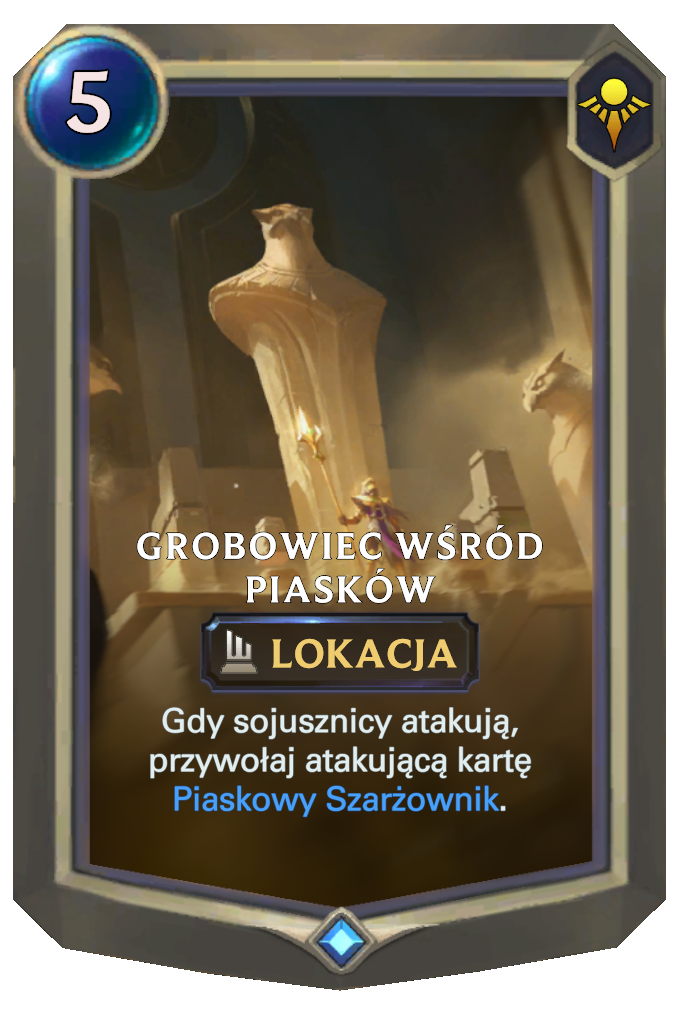 5
GROBOWIEC WŚRÓD
PIASKÓW
LOKACJA
Gdy sojusznicy atakują,
przywołaj atakującą kartę
Piaskowy Szarżownik.